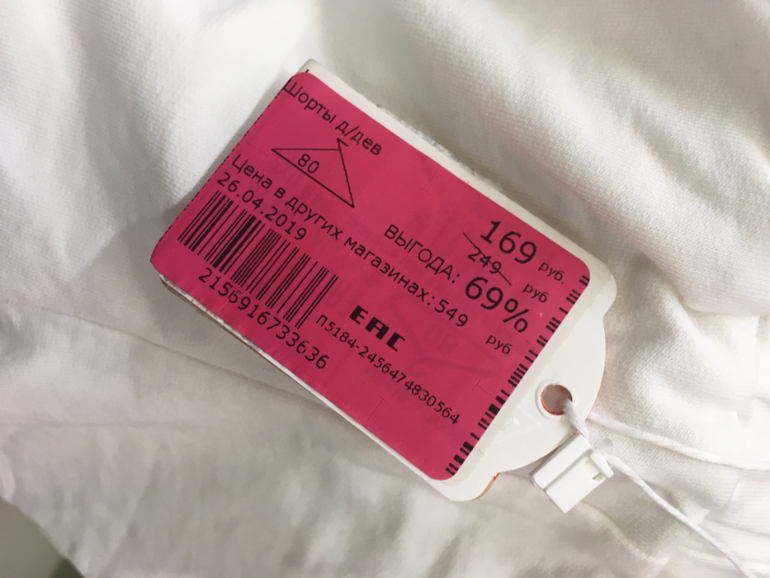 Шорты д/дев
80
169 руб.
249 руб
ВЫГОДА: 69%
Цена в других магазинах: 549 руб
26.04.2019
ЕАС
2156916733636
П5184-2456474830564